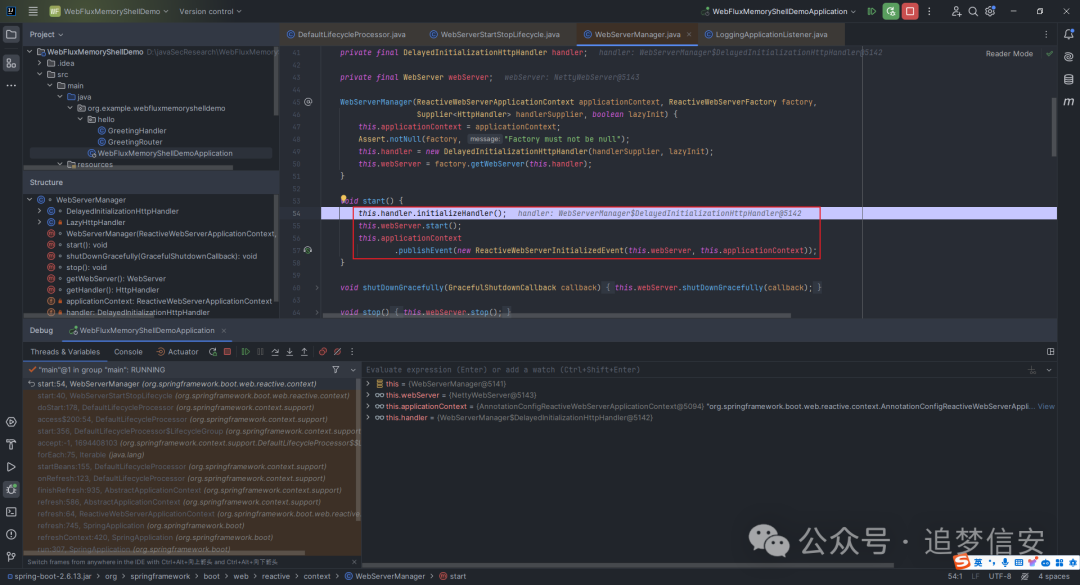 WF WebFluxMemoryShellDemo Version control
WebFluxMemoryShellDemoApplication
Project
DefaultLifecycleProcessor.java WebServerStartStopLifecycle.java WebServerManager.java LoggingApplicationListener.java
Reader Mode
WebFluxMemoryShellDemo D:\javaSecResearch\WebFluxMemory
.idea
src
main
java
org.example.webfluxmemoryshelldemo
hello
GreetingHandler
GreetingRouter
WebFluxMemoryShellDemoApplication
resources
Structure
WebServerManager
DelayedInitializationHttpHandler
LazyHttpHandler
WebServerManager(ReactiveWebServerApplicationContext,
start(): void
shutDownGracefully(GracefulShutdownCallback): void
stop(): void
getWebServer(): WebServer
getHandler(): HttpHandler
applicationContext: ReactiveWebServerApplicationContext
handler: DelayedInitializationHttpHandler
41 private final DelayedInitializationHttpHandler handler; handler: WebServerManager$DelayedInitializationHttpHandler@5142
42
43 private final WebServer webServer; webServer: NettyWebServer@5143
44
45 WebServerManager(ReactiveWebServerApplicationContext applicationContext, ReactiveWebServerFactory factory,
46 Supplier<HttpHandler> handlerSupplier, boolean lazyInit) {
47 this.applicationContext = applicationContext;
48 Assert.notNull(factory, message: "Factory must not be null");
49 this.handler = new DelayedInitializationHttpHandler(handlerSupplier, lazyInit);
50 this.webServer = factory.getWebServer(this.handler);
51 }
52
53 void start() {
54 this.handler.initializeHandler(); handler: WebServerManager$DelayedInitializationHttpHandler@5142
55 this.webServer.start();
56 this.applicationContext
57 .publishEvent(new ReactiveWebServerInitializedEvent(this.webServer, this.applicationContext));
58 }
59
60 void shutDownGracefully(GracefulShutdownCallback callback) { this.webServer.shutDownGracefully(callback); }
64 void stop() { this.webServer.stop(); }
Debug WebFluxMemoryShellDemoApplication
Threads & Variables Console Actuator
"main"@1 in group "main": RUNNING
start:54, WebServerManager (org.springframework.boot.web.reactive.context)
start:40, WebServerStartStopLifecycle (org.springframework.boot.web.reactive.context)
doStart:178, DefaultLifecycleProcessor (org.springframework.context.support)
access$200:54, DefaultLifecycleProcessor (org.springframework.context.support)
start:356, DefaultLifecycleProcessor$LifecycleGroup (org.springframework.context.support)
accept:-1, 1694408103 (org.springframework.context.support.DefaultLifecycleProcessor$$L
forEach:75, Iterable (java.lang)
startBeans:155, DefaultLifecycleProcessor (org.springframework.context.support)
onRefresh:123, DefaultLifecycleProcessor (org.springframework.context.support)
finishRefresh:935, AbstractApplicationContext (org.springframework.context.support)
refresh:586, AbstractApplicationContext (org.springframework.context.support)
refresh:64, ReactiveWebServerApplicationContext (org.springframework.boot.web.reactive
refresh:745, SpringApplication (org.springframework.boot)
refreshContext:420, SpringApplication (org.springframework.boot)
run:307, SpringApplication (org.springframework.boot)
Switch frames from anywhere in the IDE with Ctrl+Alt+向上箭头 and Ctrl+Alt+向下箭头
Evaluate expression (Enter) or add a watch (Ctrl+Shift+Enter)
this = {WebServerManager@5141}
this.webServer = {NettyWebServer@5143}
this.applicationContext = {AnnotationConfigReactiveWebServerApplicationContext@5094} "org.springframework.boot.web.reactive.context.AnnotationConfigReactiveWebServerAppli... View
this.handler = {WebServerManager$DelayedInitializationHttpHandler@5142}
公众号 · 追梦信安
S 英
spring-boot-2.6.13.jar org springframework boot web reactive context WebServerManager start
54:1 LF UTF-8 4 spaces